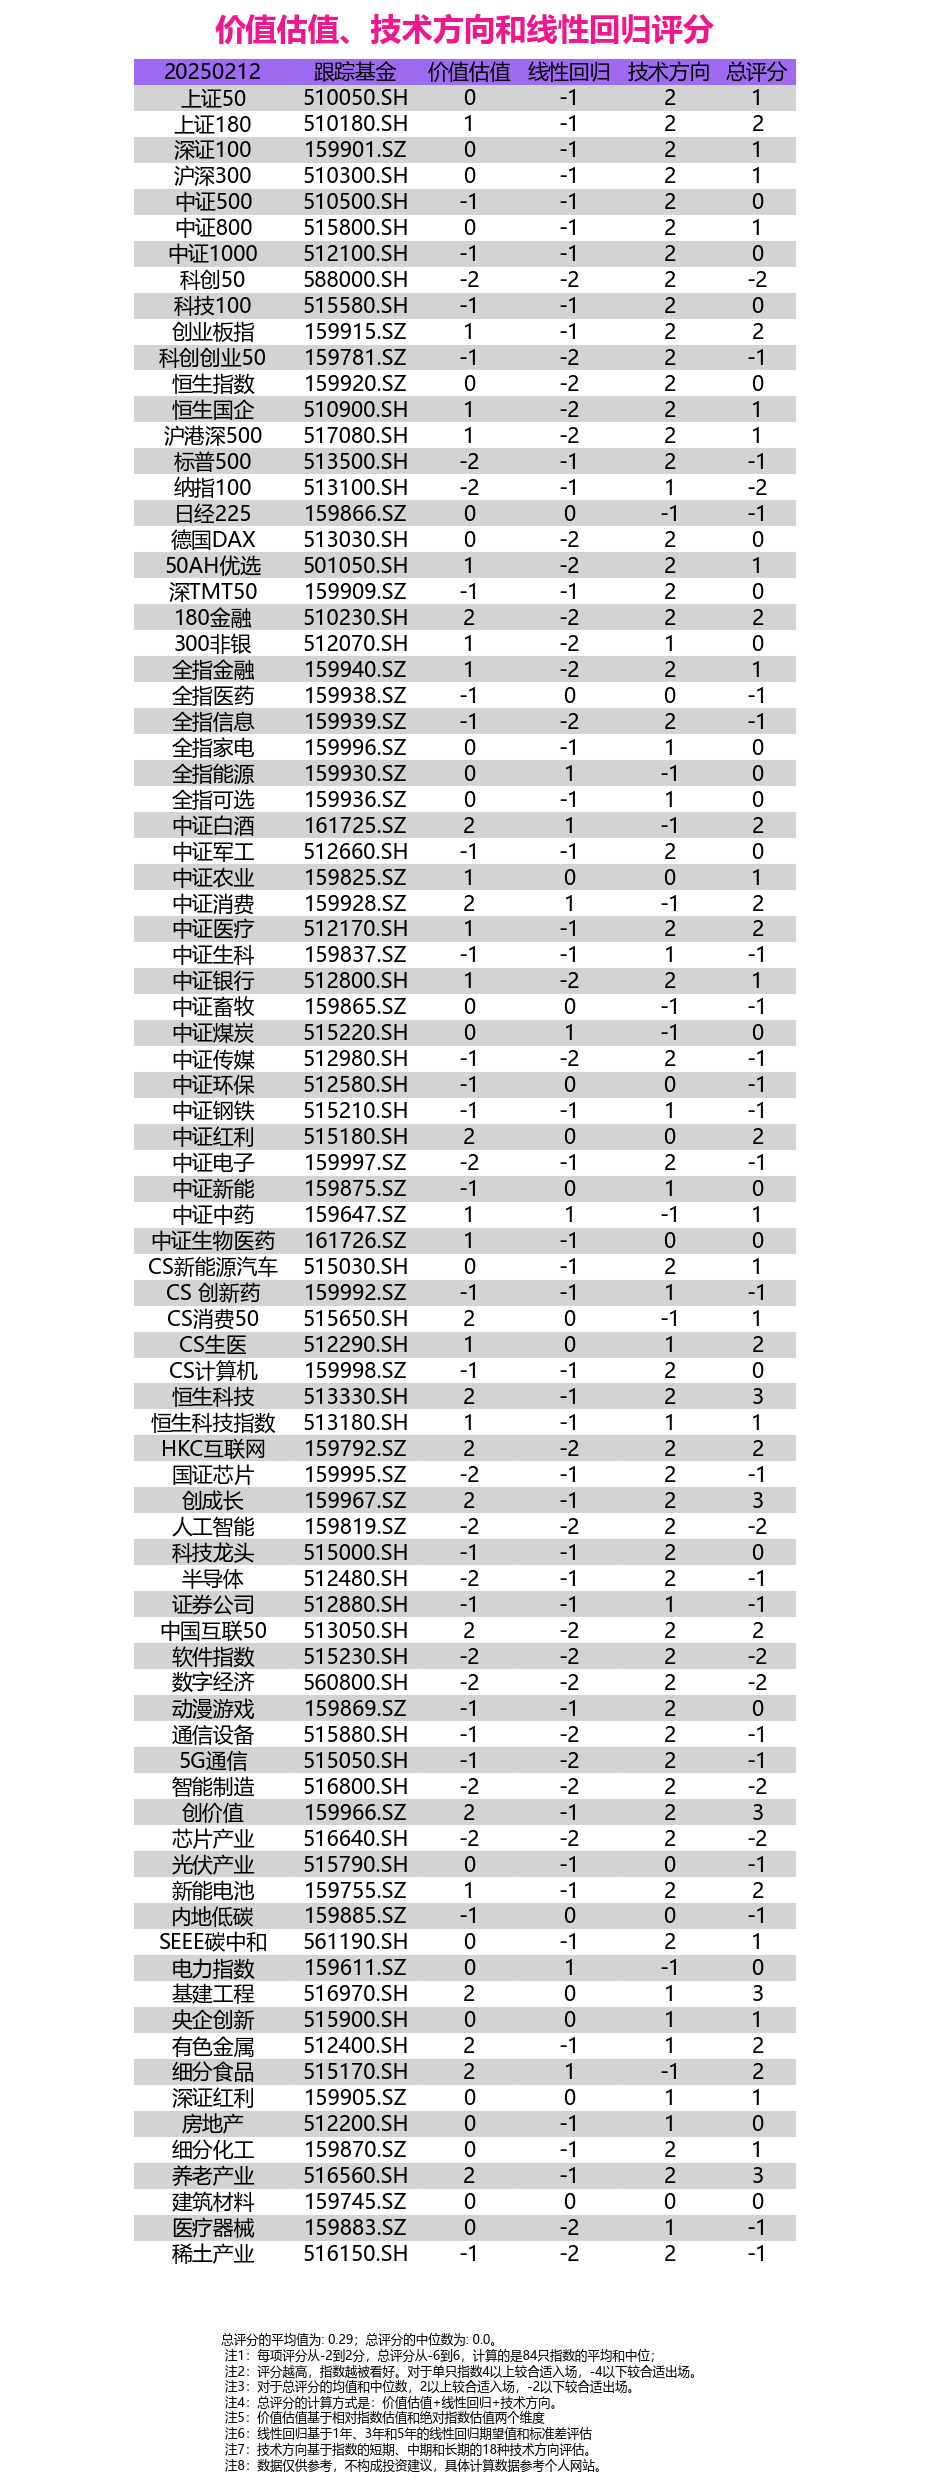 价值估值、技术方向和线性回归评分
20250212 跟踪基金 价值估值 线性回归 技术方向 总评分
上证50 510050.SH 0 -1 2 1
上证180 510180.SH 1 -1 2 2
深证100 159901.SZ 0 -1 2 1
沪深300 510300.SH 0 -1 2 1
中证500 510500.SH -1 -1 2 0
中证800 515800.SH 0 -1 2 1
中证1000 512100.SH -1 -1 2 0
科创50 588000.SH -2 -2 2 -2
科技100 515580.SH -1 -1 2 0
创业板指 159915.SZ 1 -1 2 2
科创创业50 159781.SZ -1 -2 2 -1
恒生指数 159920.SZ 0 -2 2 0
恒生国企 510900.SH 1 -2 2 1
沪港深500 517080.SH 1 -2 2 1
标普500 513500.SH -2 -1 2 -1
纳指100 513100.SH -2 -1 1 -2
日经225 159866.SZ 0 0 -1 -1
德国DAX 513030.SH 0 -2 2 0
50AH优选 501050.SH 1 -2 2 1
深TMT50 159909.SZ -1 -1 2 0
180金融 510230.SH 2 -2 2 2
300非银 512070.SH 1 -2 1 0
全指金融 159940.SZ 1 -2 2 1
全指医药 159938.SZ -1 0 0 -1
全指信息 159939.SZ -1 -2 2 -1
全指家电 159996.SZ 0 -1 1 0
全指能源 159930.SZ 0 1 -1 0
全指可选 159936.SZ 0 -1 1 0
中证白酒 161725.SZ 2 1 -1 2
中证军工 512660.SH -1 -1 2 0
中证农业 159825.SZ 1 0 0 1
中证消费 159928.SZ 2 1 -1 2
中证医疗 512170.SH 1 -1 2 2
中证生科 159837.SZ -1 -1 1 -1
中证银行 512800.SH 1 -2 2 1
中证畜牧 159865.SZ 0 0 -1 -1
中证煤炭 515220.SH 0 1 -1 0
中证传媒 512980.SH -1 -2 2 -1
中证环保 512580.SH -1 0 0 -1
中证钢铁 515210.SH -1 -1 1 -1
中证红利 515180.SH 2 0 0 2
中证电子 159997.SZ -2 -1 2 -1
中证新能 159875.SZ -1 0 1 0
中证中药 159647.SZ 1 1 -1 1
中证生物医药 161726.SZ 1 -1 0 0
CS新能源汽车 515030.SH 0 -1 2 1
CS 创新药 159992.SZ -1 -1 1 -1
CS消费50 515650.SH 2 0 -1 1
CS生医 512290.SH 1 0 1 2
CS计算机 159998.SZ -1 -1 2 0
恒生科技 513330.SH 2 -1 2 3
恒生科技指数 513180.SH 1 -1 1 1
HKC互联网 159792.SZ 2 -2 2 2
国证芯片 159995.SZ -2 -1 2 -1
创成长 159967.SZ 2 -1 2 3
人工智能 159819.SZ -2 -2 2 -2
科技龙头 515000.SH -1 -1 2 0
半导体 512480.SH -2 -1 2 -1
证券公司 512880.SH -1 -1 1 -1
中国互联50 513050.SH 2 -2 2 2
软件指数 515230.SH -2 -2 2 -2
数字经济 560800.SH -2 -2 2 -2
动漫游戏 159869.SZ -1 -1 2 0
通信设备 515880.SH -1 -2 2 -1
5G通信 515050.SH -1 -2 2 -1
智能制造 516800.SH -2 -2 2 -2
创价值 159966.SZ 2 -1 2 3
芯片产业 516640.SH -2 -2 2 -2
光伏产业 515790.SH 0 -1 0 -1
新能电池 159755.SZ 1 -1 2 2
内地低碳 159885.SZ -1 0 0 -1
SEEE碳中和 561190.SH 0 -1 2 1
电力指数 159611.SZ 0 1 -1 0
基建工程 516970.SH 2 0 1 3
央企创新 515900.SH 0 0 1 1
有色金属 512400.SH 2 -1 1 2
细分食品 515170.SH 2 1 -1 2
深证红利 159905.SZ 0 0 1 1
房地产 512200.SH 0 -1 1 0
细分化工 159870.SZ 0 -1 2 1
养老产业 516560.SH 2 -1 2 3
建筑材料 159745.SZ 0 0 0 0
医疗器械 159883.SZ 0 -2 1 -1
稀土产业 516150.SH -1 -2 2 -1
总评分的平均值为: 0.29；总评分的中位数为: 0.0。
注1：每项评分从-2到2分，总评分从-6到6，计算的是84只指数的平均和中位；
注2：评分越高，指数越被看好。对于单只指数4以上较合适入场，-4以下较合适出场。
注3：对于总评分的均值和中位数，2以上较合适入场，-2以下较合适出场。
注4：总评分的计算方式是：价值估值+线性回归+技术方向。
注5：价值估值基于相对指数估值和绝对指数估值两个维度
注6：线性回归基于1年、3年和5年的线性回归期望值和标准差评估
注7：技术方向基于指数的短期、中期和长期的18种技术方向评估。
注8：数据仅供参考，不构成投资建议，具体计算数据参考个人网站。